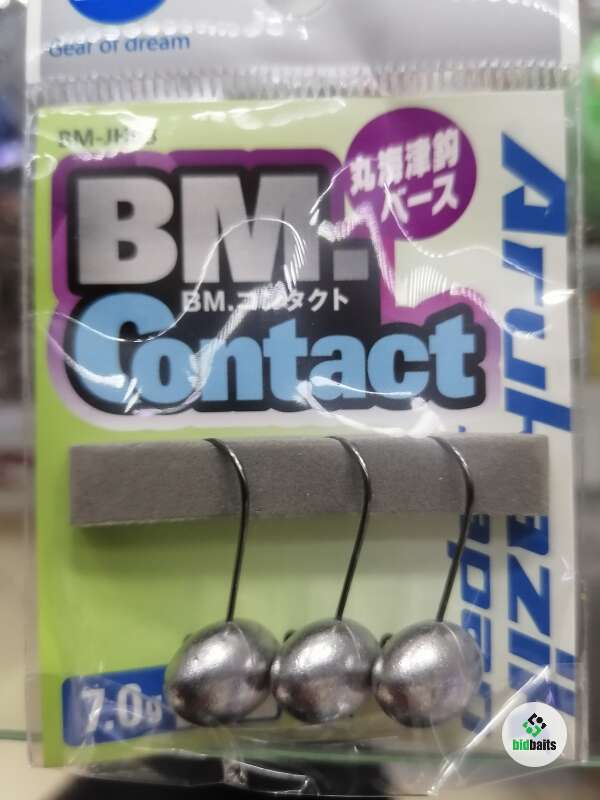 Gear of dream
丸海津鈎
ベース
BM.
BM.コンタクト
Contact
7.0g
bidbaits